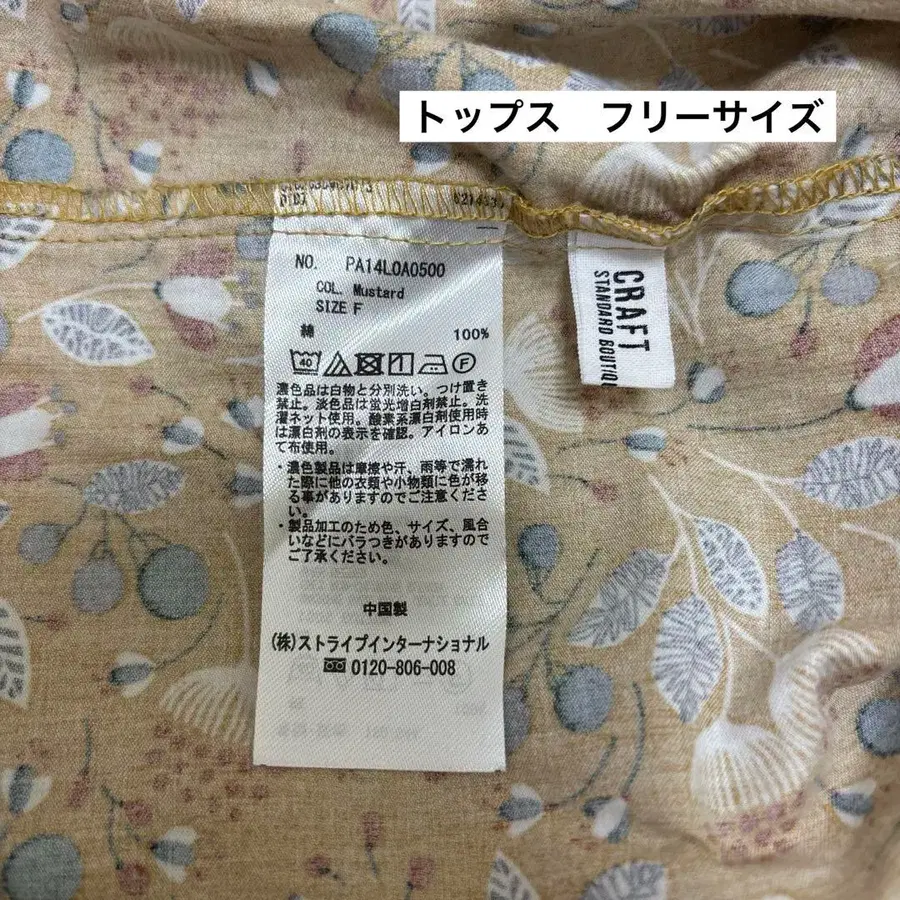 トップス　フリーサイズ
NO. PA14L0A0500
COL. Mustard
SIZE F
綿 100%
40 F
濃色品は白物と分別洗い。つけ置き
禁止。淡色品は蛍光増白剤禁止。洗
濯ネット使用。酸素系漂白剤使用時
は漂白剤の表示を確認。アイロンあ
て布使用。
・濃色製品は摩擦や汗、雨等で濡れ
た際に他の衣類や小物類に色が移
る事がありますのでご注意くださ
い。
・製品加工のため色、サイズ、風合
いなどにバラつきがありますので
ご了承ください。
中国製
(株)ストライプインターナショナル
0120-806-008
CRAFT
STANDARD BOUTIQ